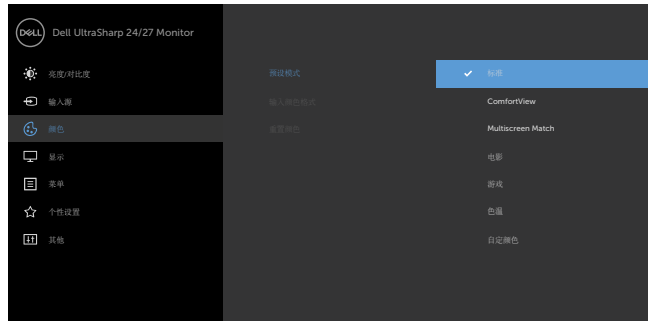 DELL Dell UltraSharp 24/27 Monitor
亮度/对比度
输入源
颜色
显示
菜单
个性设置
其他
预设模式
输入颜色模式
重置颜色
标准
ComfortView
Multiscreen Match
电影
游戏
色温
自定颜色